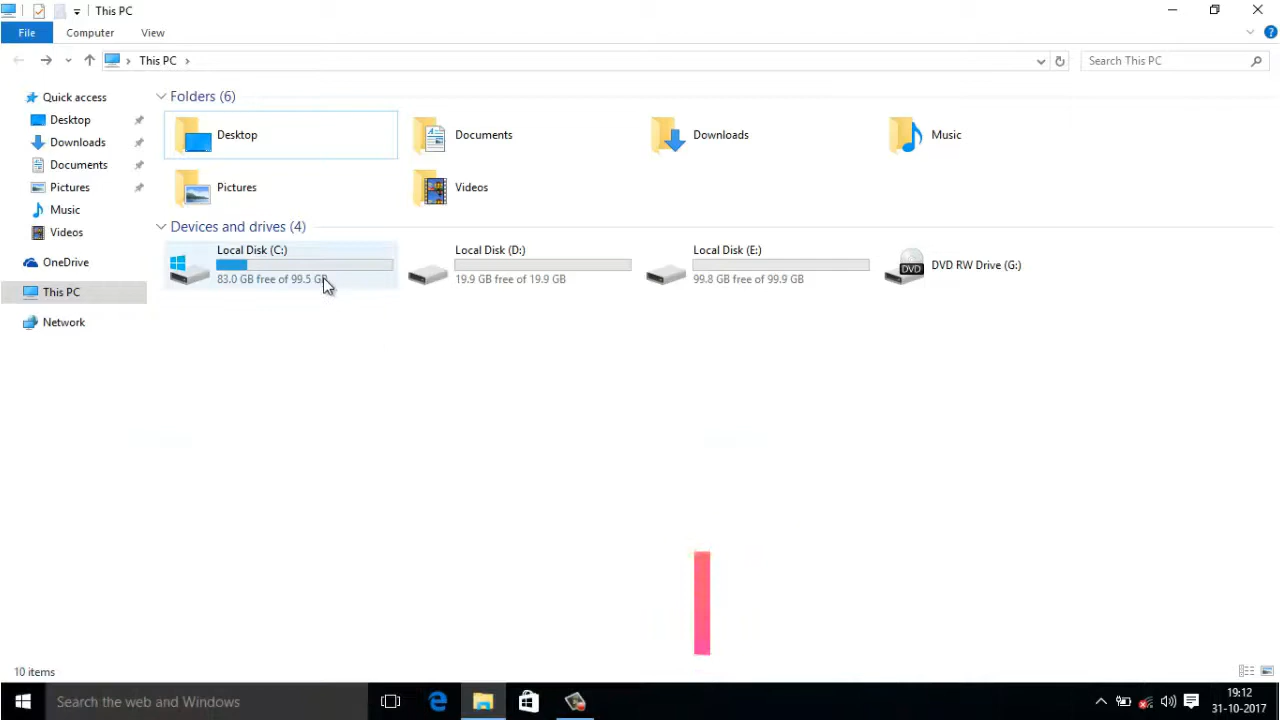 This PC
File
Computer
View
This PC
Search This PC
Quick access
Desktop
Downloads
Documents
Pictures
Music
Videos
OneDrive
This PC
Network
Folders (6)
Desktop
Documents
Downloads
Music
Pictures
Videos
Devices and drives (4)
Local Disk (C:)
83.0 GB free of 99.5 GB
Local Disk (D:)
19.9 GB free of 19.9 GB
Local Disk (E:)
99.8 GB free of 99.9 GB
DVD
DVD RW Drive (G:)
10 items
Search the web and Windows
19:12
31-10-2017